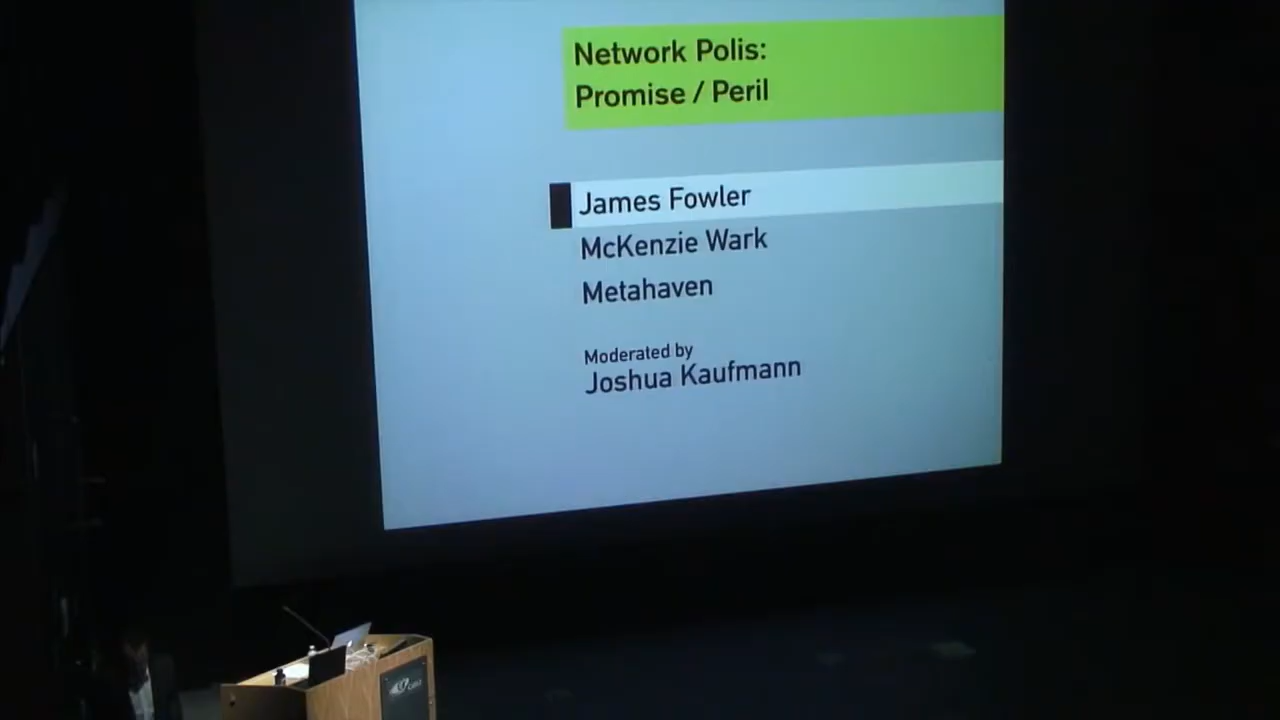 Network Polis:
Promise / Peril
James Fowler
McKenzie Wark
Metahaven
Moderated by
Joshua Kaufmann